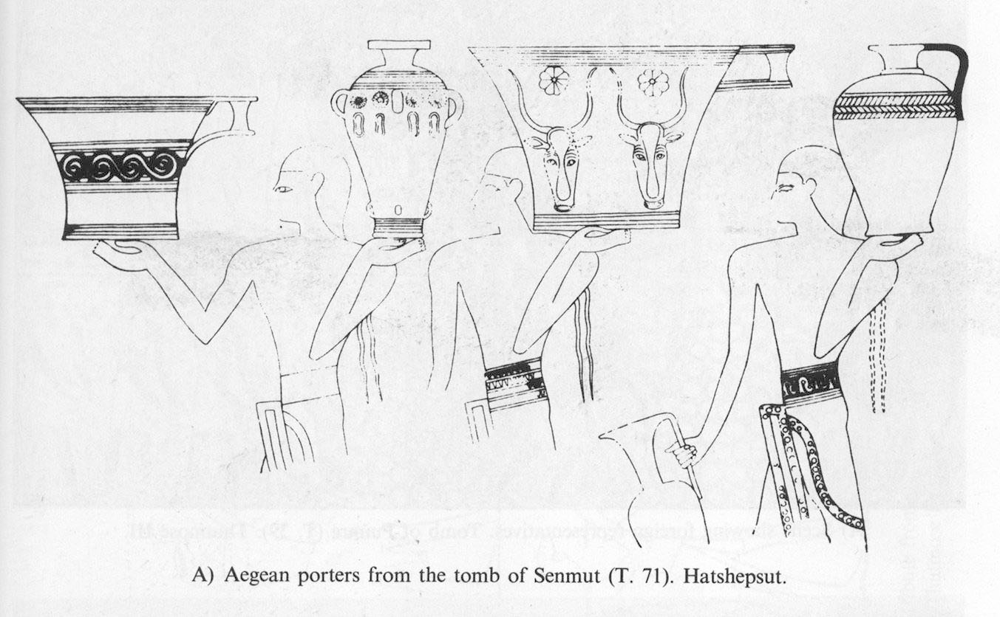 A) Aegean porters from the tomb of Senmut (T. 71). Hatshepsut.